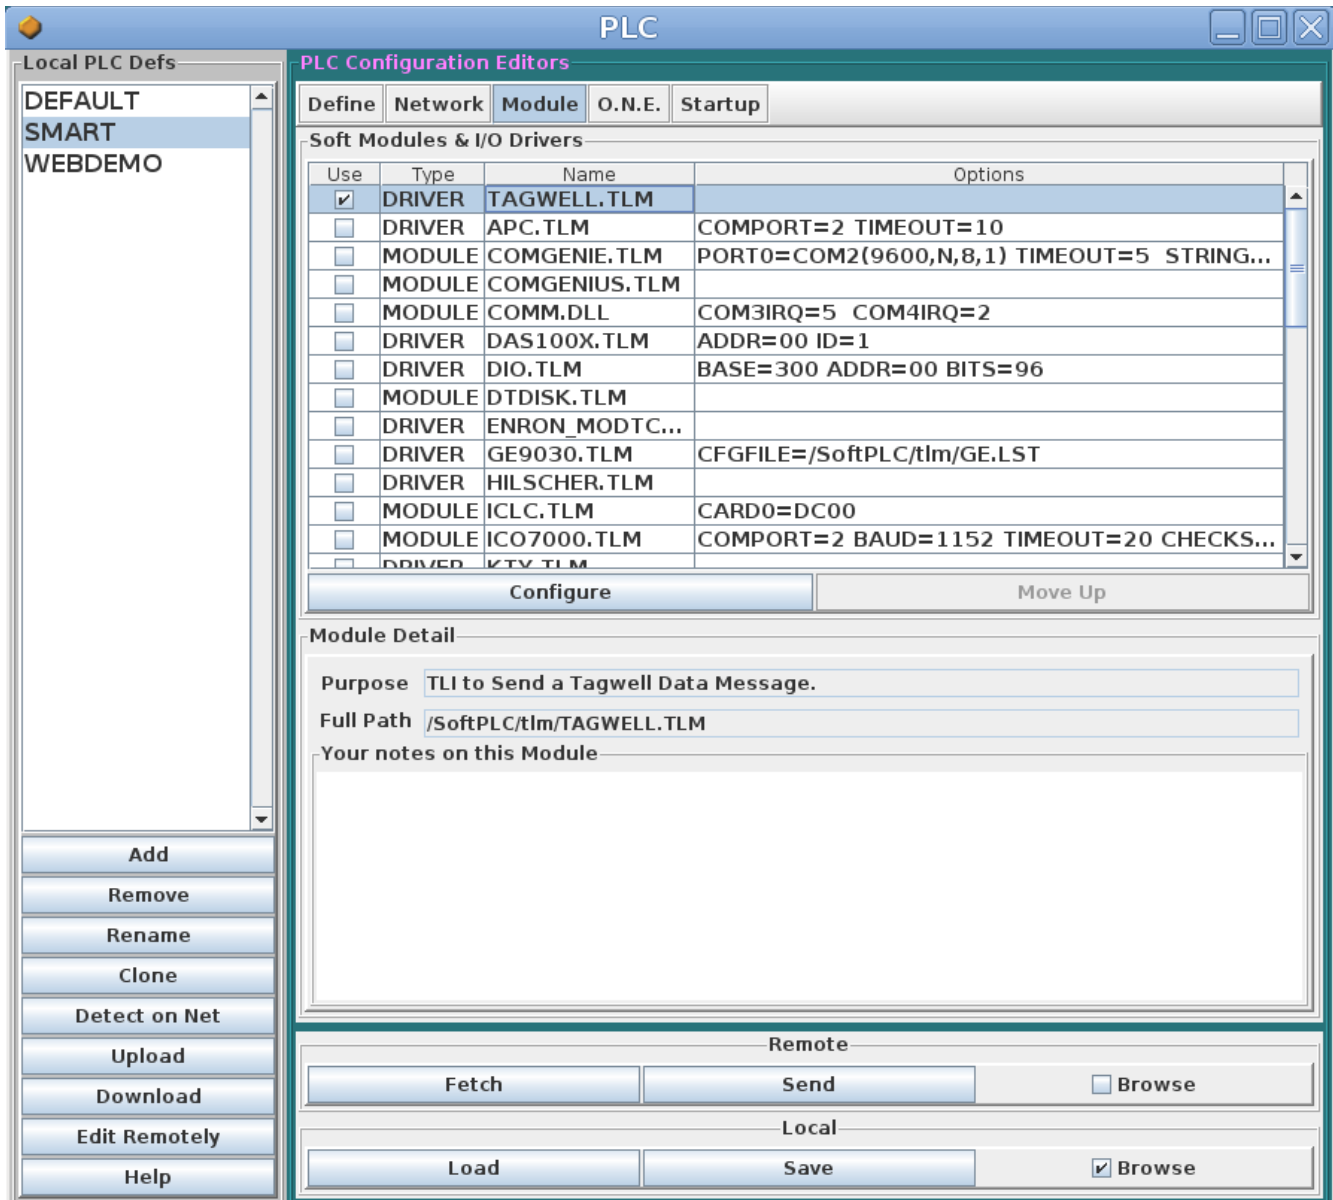 PLC
Local PLC Defs
DEFAULT
SMART
WEBDEMO
Add
Remove
Rename
Clone
Detect on Net
Upload
Download
Edit Remotely
Help
PLC Configuration Editors
Define Network Module O.N.E. Startup
Soft Modules & I/O Drivers
Use Type Name Options
DRIVER TAGWELL.TLM
DRIVER APC.TLM COMPORT=2 TIMEOUT=10
MODULE COMGENIE.TLM PORT0=COM2(9600,N,8,1) TIMEOUT=5 STRING...
MODULE COMGENIUS.TLM
MODULE COMM.DLL COM3IRQ=5 COM4IRQ=2
DRIVER DAS100X.TLM ADDR=00 ID=1
DRIVER DIO.TLM BASE=300 ADDR=00 BITS=96
MODULE DTDISK.TLM
DRIVER ENRON_MODTC...
DRIVER GE9030.TLM CFGFILE=/SoftPLC/tlm/GE.LST
DRIVER HILSCHER.TLM
MODULE ICLC.TLM CARD0=DC00
MODULE ICO7000.TLM COMPORT=2 BAUD=1152 TIMEOUT=20 CHECKS...
DRIVER KTX.TLM
Configure Move Up
Module Detail
Purpose TLI to Send a Tagwell Data Message.
Full Path /SoftPLC/tlm/TAGWELL.TLM
Your notes on this Module
Remote
Fetch Send Browse
Local
Load Save Browse